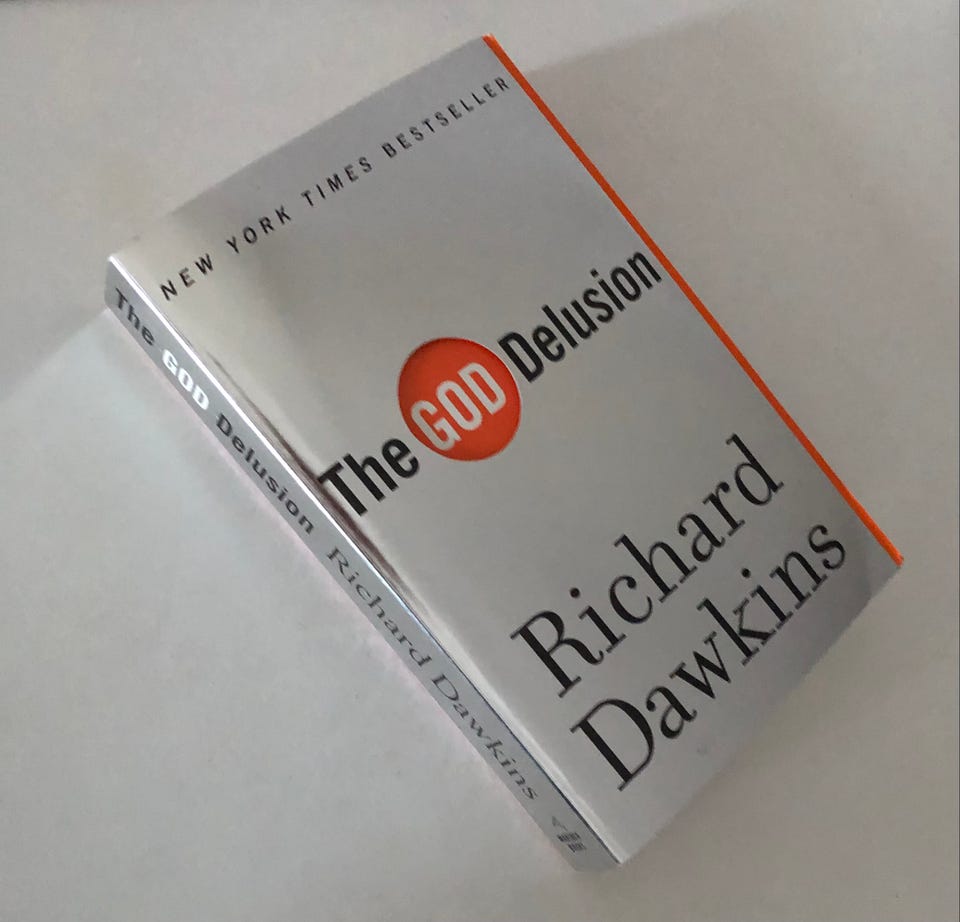 NEW YORK TIMES BESTSELLER
The GOD Delusion
Richard
Dawkins
The GOD Delusion Richard Dawkins